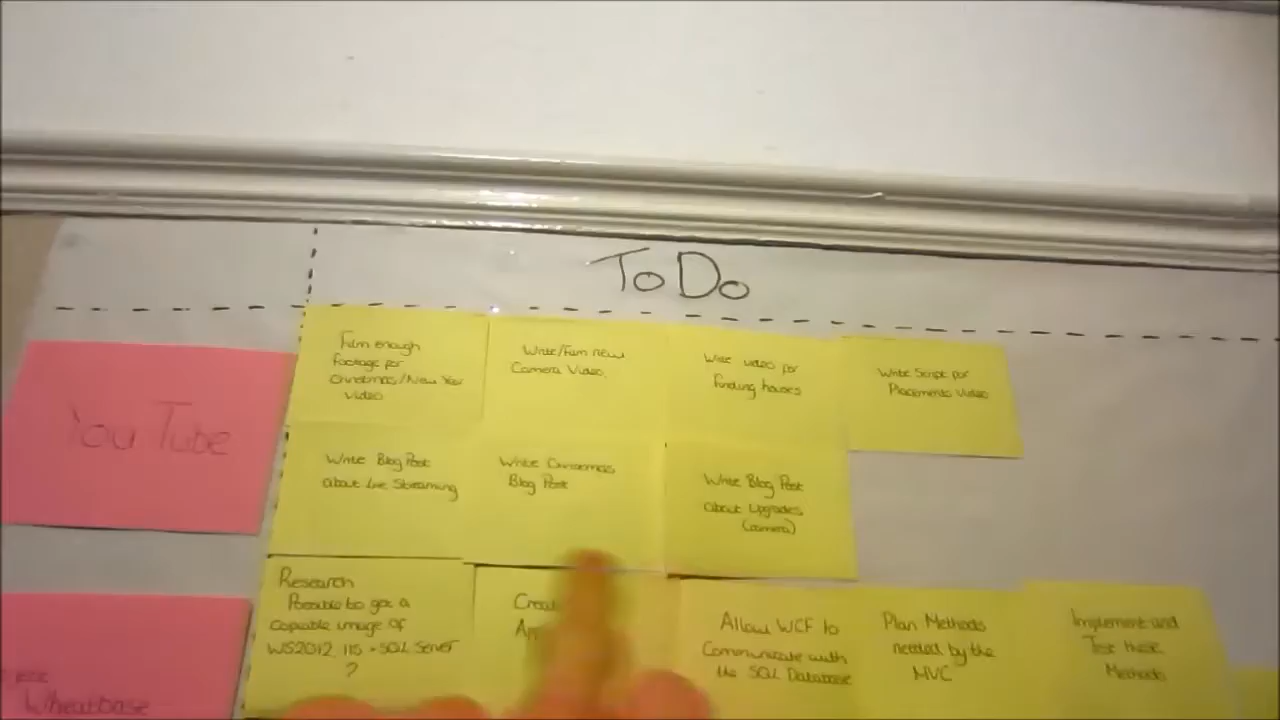 To Do
You Tube
Film enough
footage for
Christmas/New Year
video
Write/Film new
Camera Video.
Write video for
finding houses
Write Script for
Placements Video
Write Blog Post
about Live Streaming
Write Christmas
Blog Post
Write Blog Post
about Upgrades
(camera)
Wheatbase
Research
Possible to get a
copiable image of
WS2012, IIS + SQL Server
?
Allow WCF to
Communicate with
the SQL Database
Plan Methods
needed by the
MVC
Implement and
Test these
Methods